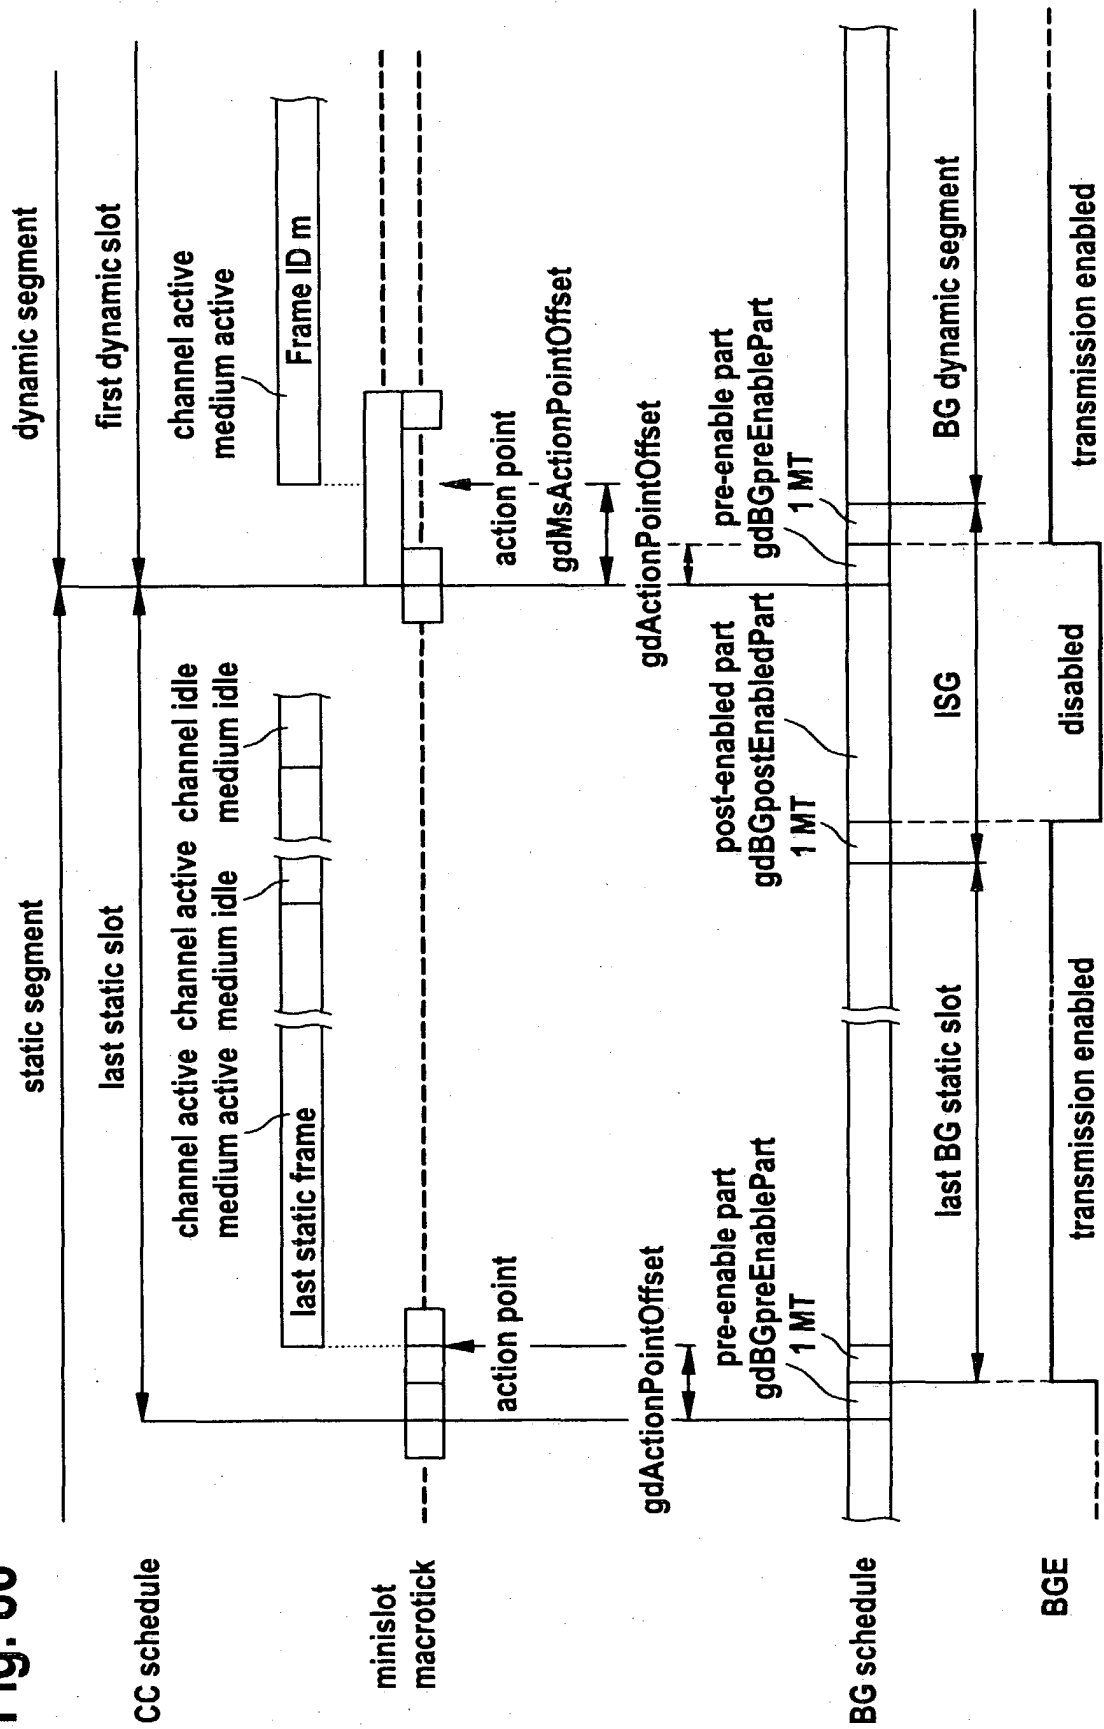 Fig.
static segment
dynamic segment
CC schedule
last static slot
first dynamic slot
channel active
medium active
channel active
medium idle
channel idle
medium idle
channel active
medium active
last static frame
Frame ID m
minislot
macrotick
action point
action point
gdMsActionPointOffset
gdActionPointOffset
gdActionPointOffset
pre-enable part
gdBGpreEnablePart
1 MT
post-enabled part
gdBGpostEnabledPart
1 MT
pre-enable part
gdBGpreEnablePart
1 MT
BG schedule
last BG static slot
ISG
BG dynamic segment
BGE
transmission enabled
disabled
transmission enabled